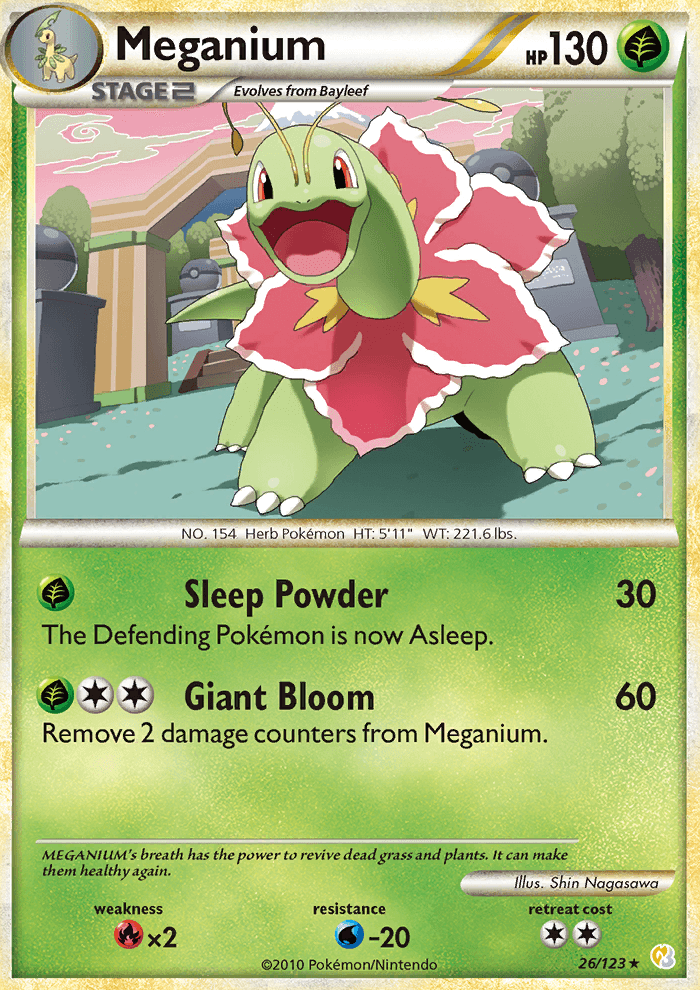 Meganium
HP130
STAGE 2
Evolves from Bayleef
NO. 154 Herb Pokémon HT: 5'11" WT: 221.6 lbs.
Sleep Powder 30
The Defending Pokémon is now Asleep.
Giant Bloom 60
Remove 2 damage counters from Meganium.
MEGANIUM's breath has the power to revive dead grass and plants. It can make
them healthy again.
Illus. Shin Nagasawa
weakness resistance retreat cost
×2 -20
©2010 Pokémon/Nintendo 26/123 ★